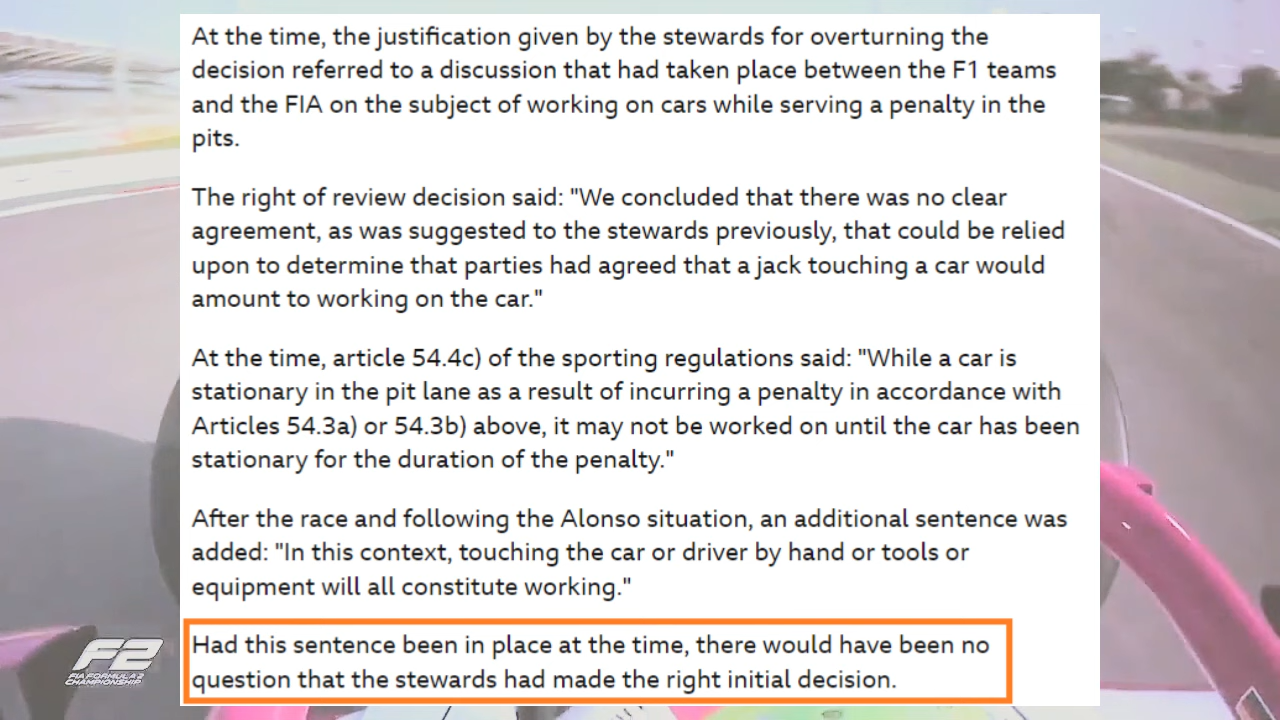 At the time, the justification given by the stewards for overturning the
decision referred to a discussion that had taken place between the F1 teams
and the FIA on the subject of working on cars while serving a penalty in the
pits.
The right of review decision said: "We concluded that there was no clear
agreement, as was suggested to the stewards previously, that could be relied
upon to determine that parties had agreed that a jack touching a car would
amount to working on the car."
At the time, article 54.4c) of the sporting regulations said: "While a car is
stationary in the pit lane as a result of incurring a penalty in accordance with
Articles 54.3a) or 54.3b) above, it may not be worked on until the car has been
stationary for the duration of the penalty."
After the race and following the Alonso situation, an additional sentence was
added: "In this context, touching the car or driver by hand or tools or
equipment will all constitute working."
Had this sentence been in place at the time, there would have been no
question that the stewards had made the right initial decision.
F2
FIA FORMULA 2
CHAMPIONSHIP